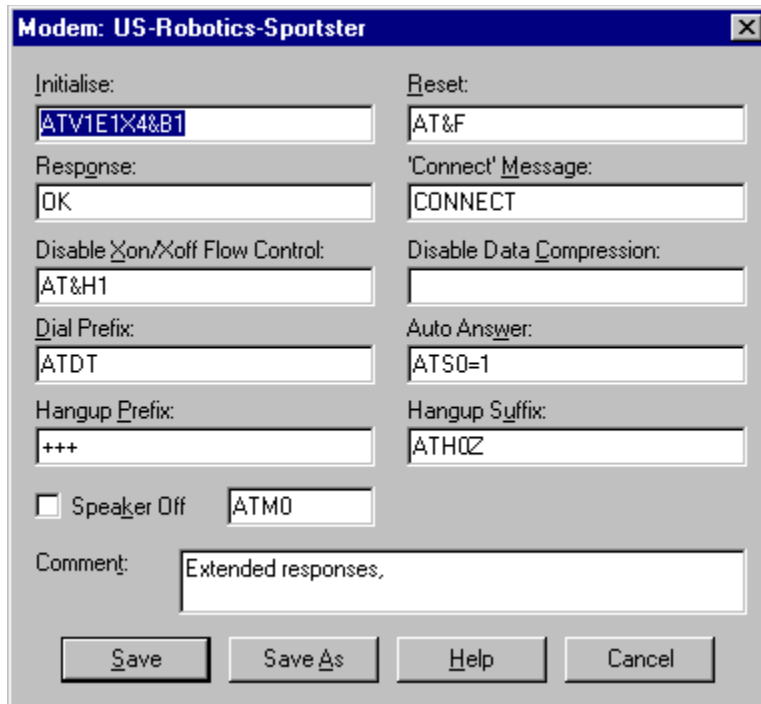 Modem: US-Robotics-Sportster
Initialise: Reset:
ATV1E1X4&B1 AT&F
Response: 'Connect' Message:
OK CONNECT
Disable Xon/Xoff Flow Control: Disable Data Compression:
AT&H1
Dial Prefix: Auto Answer:
ATDT ATS0=1
Hangup Prefix: Hangup Suffix:
+++ ATH0Z
Speaker Off ATM0
Comment: Extended responses,
Save Save As Help Cancel